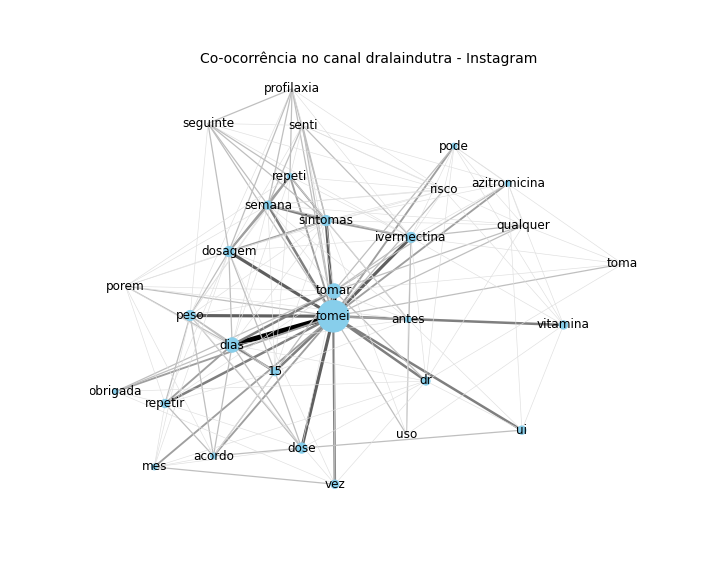 Co-ocorrência no canal dralaindutra - Instagram
profilaxia
seguinte
senti
pode
repeti
azitromicina
risco
semana
sintomas
qualquer
ivermectina
dosagem
toma
porem
tomar
peso
tomei
antes
vitamina
dias
15
dr
obrigada
repetir
ui
uso
dose
acordo
mes
vez